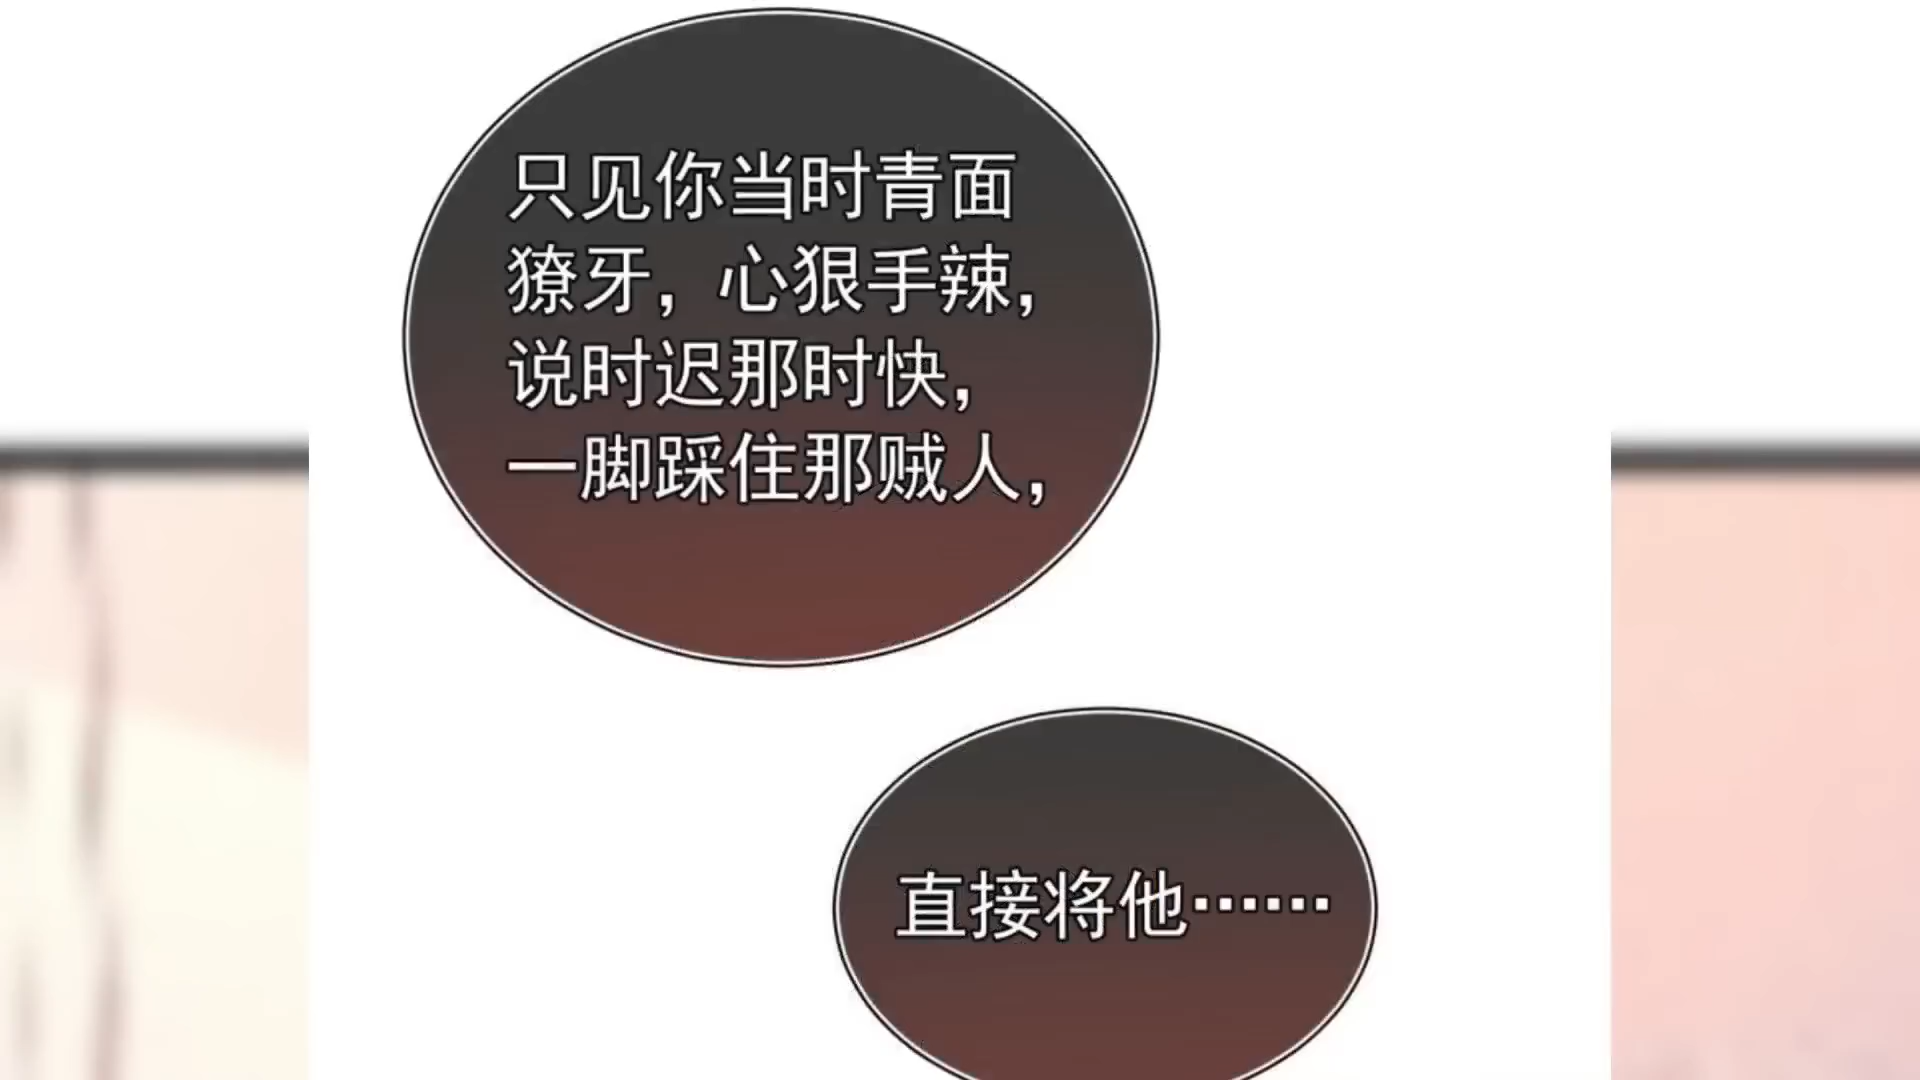 只见你当时青面
獠牙，心狠手辣，
说时迟那时快，
一脚踩住那贼人，
直接将他……